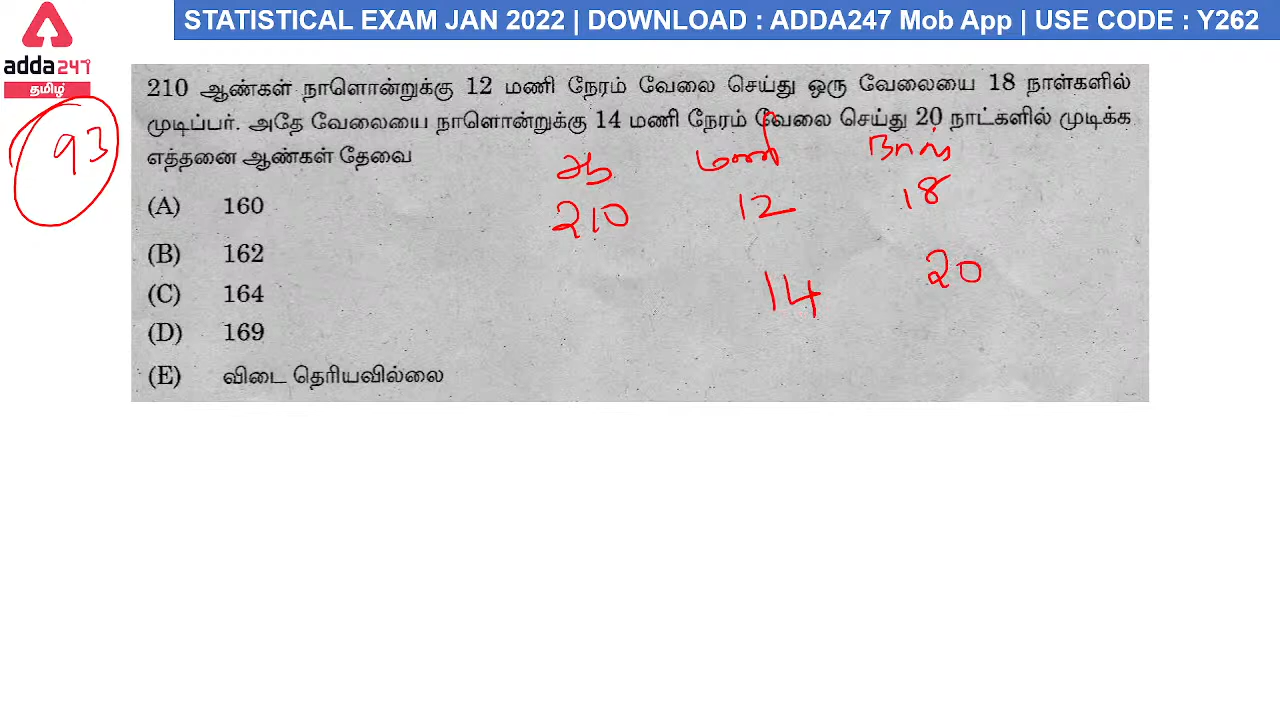 STATISTICAL EXAM JAN 2022 | DOWNLOAD : ADDA247 Mob App | USE CODE : Y262
adda247
தமிழ்
93
210 ஆண்கள் நாளொன்றுக்கு 12 மணி நேரம் வேலை செய்து ஒரு வேலையை 18 நாள்களில்
முடிப்பர். அதே வேலையை நாளொன்றுக்கு 14 மணி நேரம் வேலை செய்து 20 நாட்களில் முடிக்க
எத்தனை ஆண்கள் தேவை
ஆ மணி நாள்
(A) 160
210 12 18
(B) 162
(C) 164
14 20
(D) 169
(E) விடை தெரியவில்லை